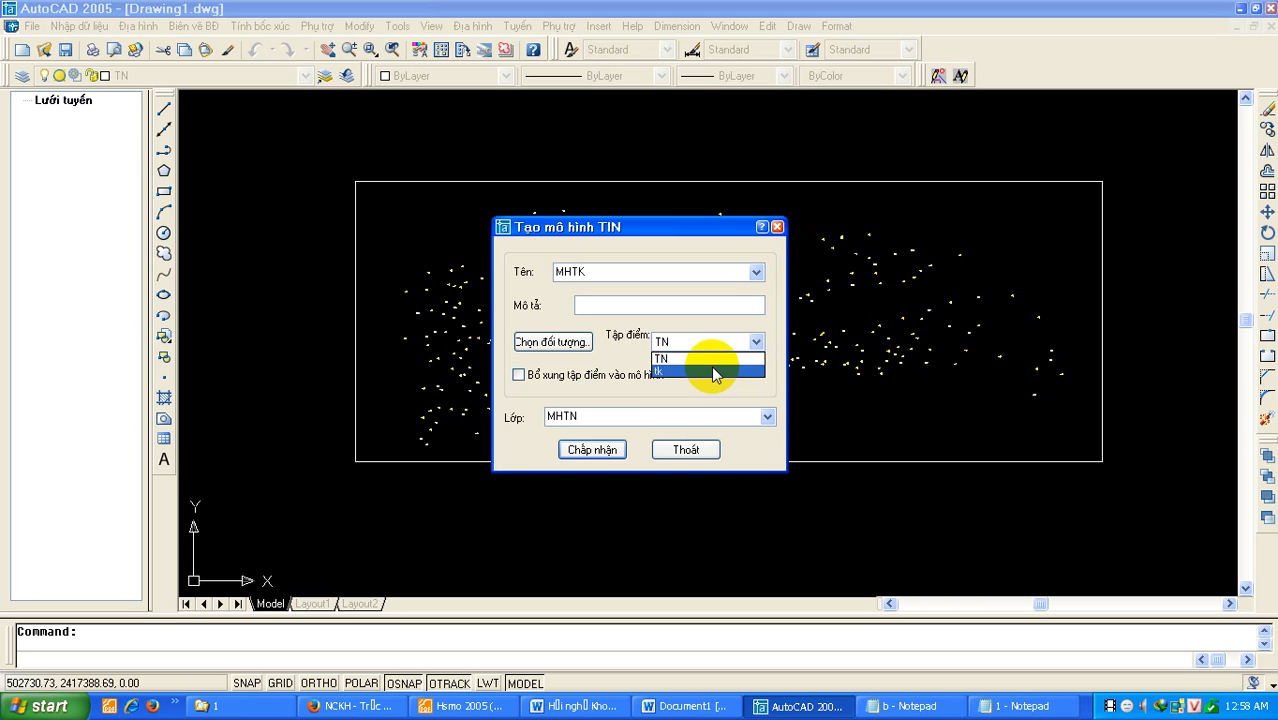 AutoCAD 2005 - [Drawing1.dwg]
File Nhập dữ liệu Địa hình Biên vẽ BĐ Tính bốc xúc Phụ trợ Modify Tools View Địa hình Tuyến Phụ trợ Insert Help Dimension Window Edit Draw Format
Standard Standard Standard
TN ByLayer ByLayer ByLayer ByColor
Lưới tuyến
Tạo mô hình TIN
Tên: MHTK
Mô tả:
Chọn đối tượng.. Tập điểm: TN
TN
tk
Bổ xung tập điểm vào mô
Lớp: MHTN
Chấp nhận Thoát
Y
X
Model Layout1 Layout2
Command:
502730.73, 2417388.69, 0.00 SNAP GRID ORTHO POLAR OSNAP OTRACK LWT MODEL
start 1 NCKH - Trắc ... Hsmo 2005 (... Hội nghị Kho... Document1 [... AutoCAD 200... b - Notepad 1 - Notepad 12:58 AM